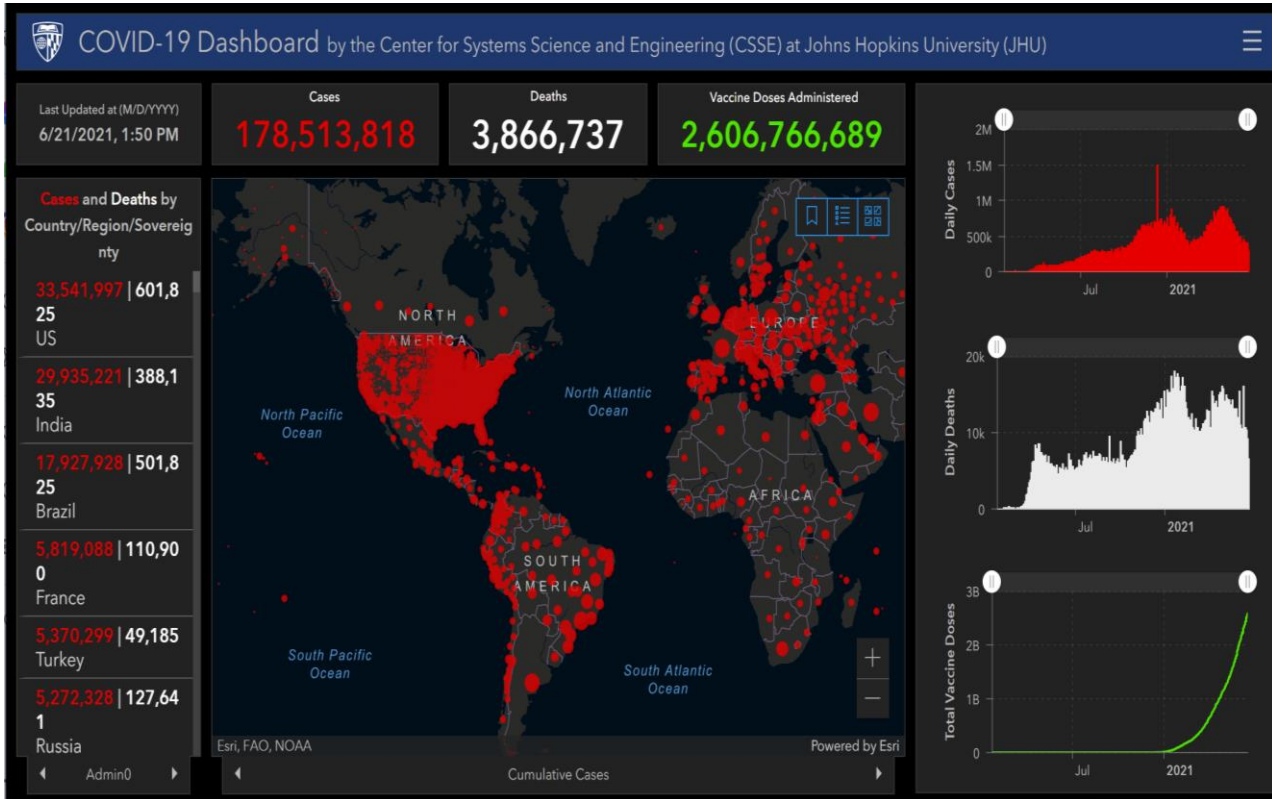 COVID-19 Dashboard by the Center for Systems Science and Engineering (CSSE) at Johns Hopkins University (JHU)
Last Updated at (M/D/YYYY)
6/21/2021, 1:50 PM
Cases
178,513,818
Deaths
3,866,737
Vaccine Doses Administered
2,606,766,689
Cases and Deaths by
Country/Region/Sovereig
nty
33,541,997 | 601,8
25
US
29,935,221 | 388,1
35
India
17,927,928 | 501,8
25
Brazil
5,819,088 | 110,90
0
France
5,370,299 | 49,185
Turkey
5,272,328 | 127,64
1
Russia
Admin0
NORTH
AMERICA
EUROPE
North Pacific
Ocean
North Atlantic
Ocean
AFRICA
SOUTH
AMERICA
South Pacific
Ocean
South Atlantic
Ocean
+
−
Esri, FAO, NOAA
Powered by Esri
Cumulative Cases
Daily Cases
2M
1.5M
1M
500k
0
Jul
2021
Daily Deaths
20k
10k
0
Jul
2021
Total Vaccine Doses
3B
2B
1B
0
Jul
2021